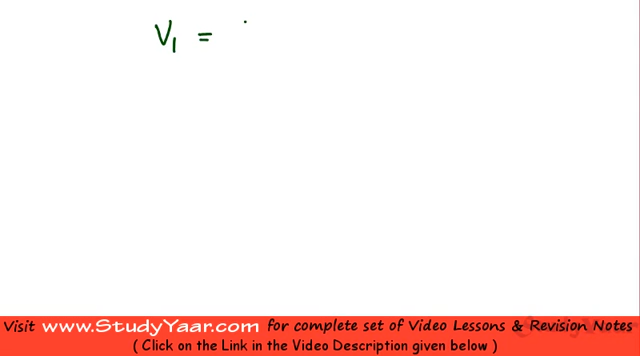 V₁ =
Visit www.StudyYaar.com for complete set of Video Lessons & Revision Notes
( Click on the Link in the Video Description given below )